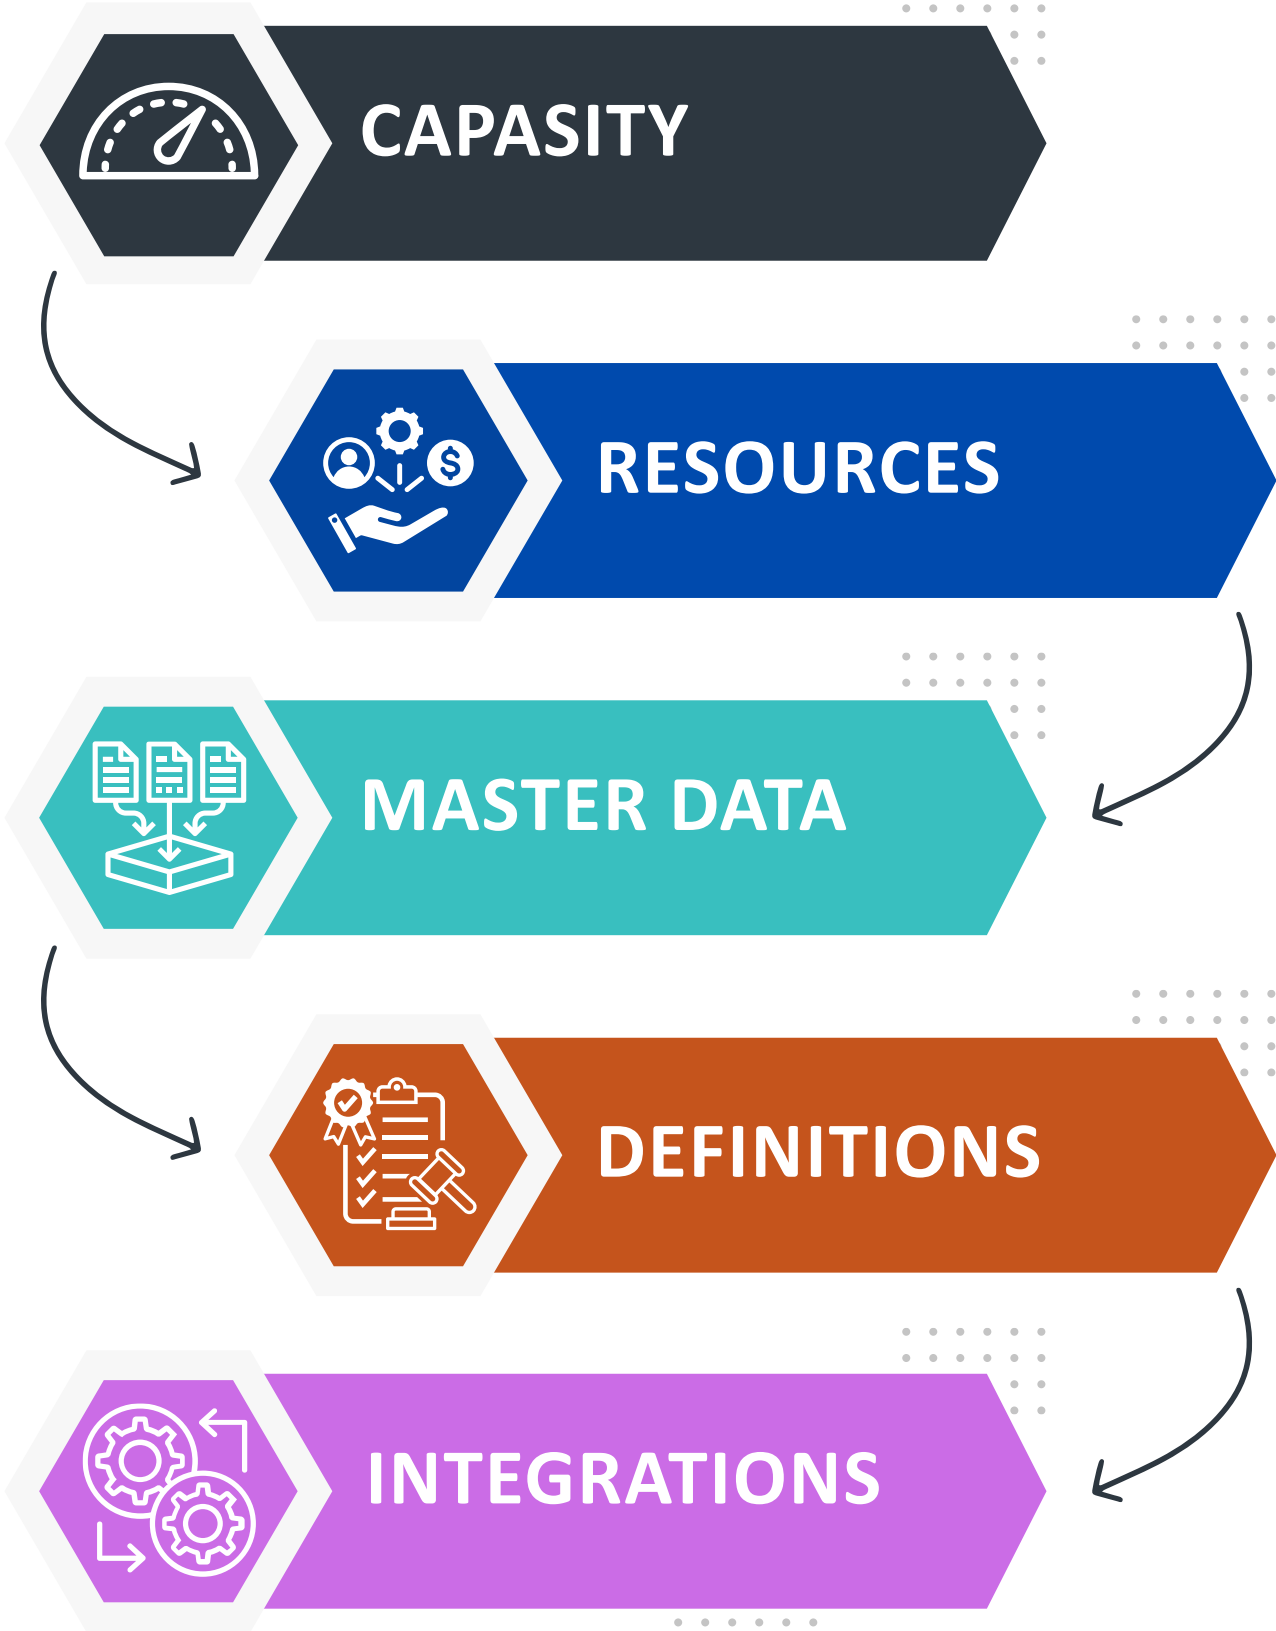 CAPASITY
RESOURCES
MASTER DATA
DEFINITIONS
INTEGRATIONS